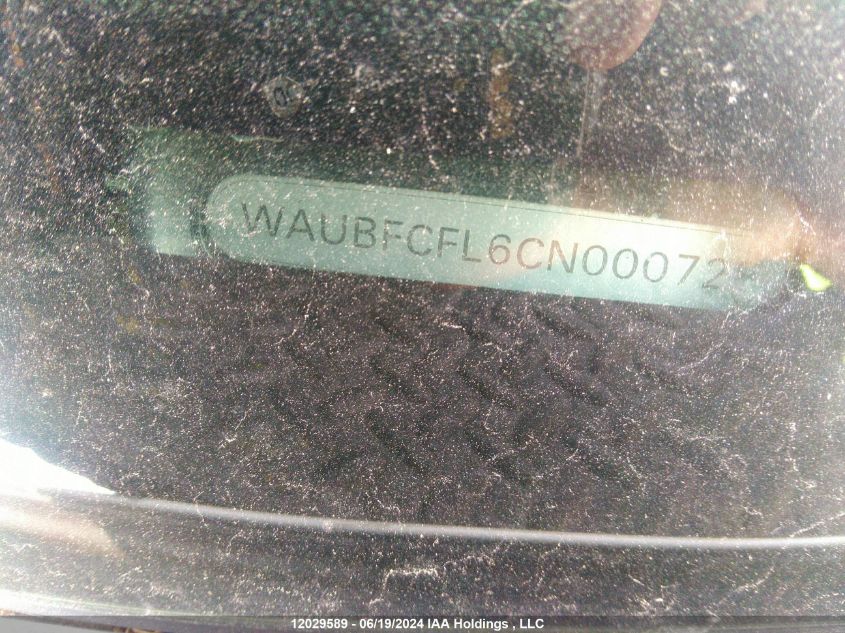 WAUBFCFL6CN00072
12029589 - 06/19/2024 IAA Holdings , LLC